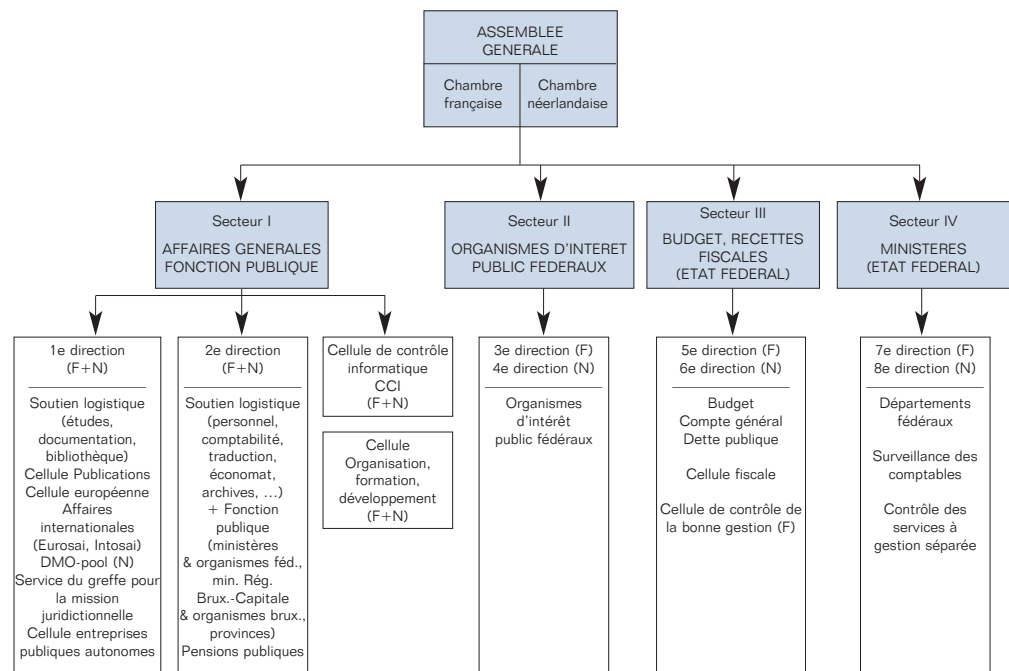 ASSEMBLEE
GENERALE
Chambre
française
Chambre
néerlandaise
Secteur I
AFFAIRES GENERALES
FONCTION PUBLIQUE
Secteur II
ORGANISMES D'INTERET
PUBLIC FEDERAUX
Secteur III
BUDGET, RECETTES
FISCALES
(ETAT FEDERAL)
Secteur IV
MINISTERES
(ETAT FEDERAL)
1e direction
(F+N)
Soutien logistique
(études,
documentation,
bibliothèque)
Cellule Publications
Cellule européenne
Affaires
internationales
(Eurosai, Intosai)
DMO-pool (N)
Service du greffe pour
la mission
juridictionnelle
Cellule entreprises
publiques autonomes
2e direction
(F+N)
Soutien logistique
(personnel,
comptabilité,
traduction,
économat,
archives, ...)
+ Fonction
publique
(ministères
& organismes féd.,
min. Rég.
Brux.-Capitale
& organismes brux.,
provinces)
Pensions publiques
Cellule de contrôle
informatique
CCI
(F+N)
Cellule
Organisation,
formation,
développement
(F+N)
3e direction (F)
4e direction (N)
Organismes
d'intérêt
public fédéraux
5e direction (F)
6e direction (N)
Budget
Compte général
Dette publique
Cellule fiscale
Cellule de contrôle de
la bonne gestion (F)
7e direction (F)
8e direction (N)
Départements
fédéraux
Surveillance des
comptables
Contrôle des
services à
gestion séparée